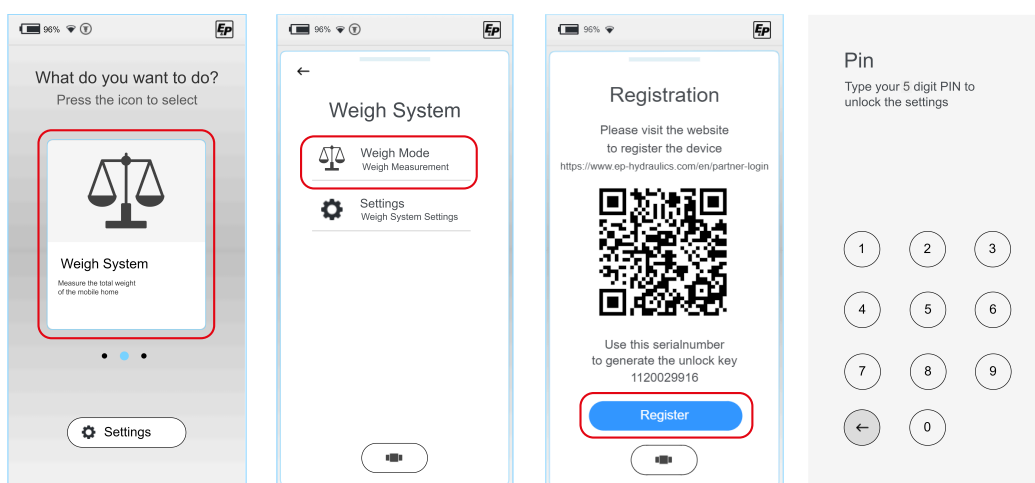 96%
EP
What do you want to do?
Press the icon to select
Weigh System
Measure the total weight
of the mobile home
Settings
96%
EP
Weigh System
Weigh Mode
Weigh Measurement
Settings
Weigh System Settings
96%
EP
Registration
Please visit the website
to register the device
https://www.ep-hydraulics.com/en/partner-login
Use this serialnumber
to generate the unlock key
1120029916
Register
Pin
Type your 5 digit PIN to
unlock the settings
1 2 3
4 5 6
7 8 9
0